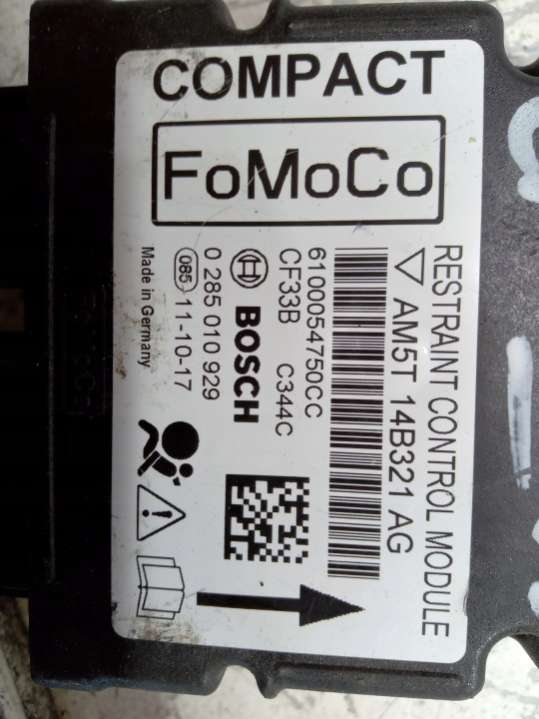 COMPACT
FoMoCo
RESTRAINT CONTROL MODULE
AM5T 14B321 AG
6100054750CC
CF33B C344C
BOSCH
0 285 010 929
085 11-10-17
Made in Germany